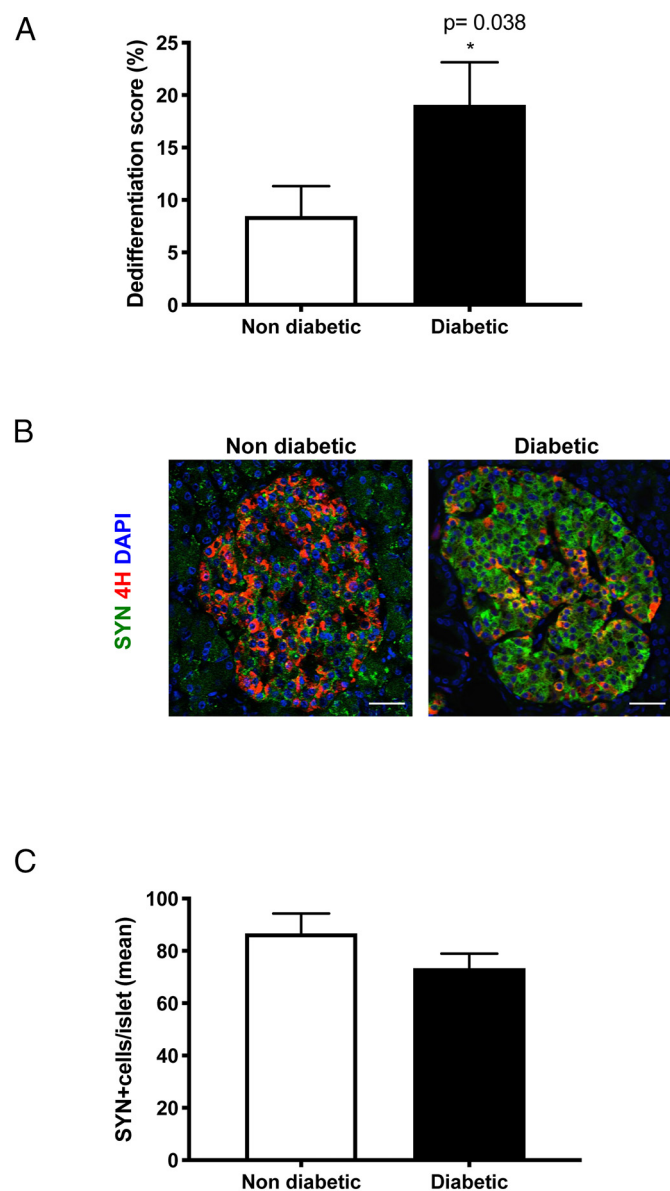 A
p= 0.038
*
Dedifferentiation score (%)
25
20
15
10
5
0
Non diabetic Diabetic
B
Non diabetic Diabetic
SYN 4H DAPI
C
SYN+cells/islet (mean)
100
80
60
40
20
0
Non diabetic Diabetic